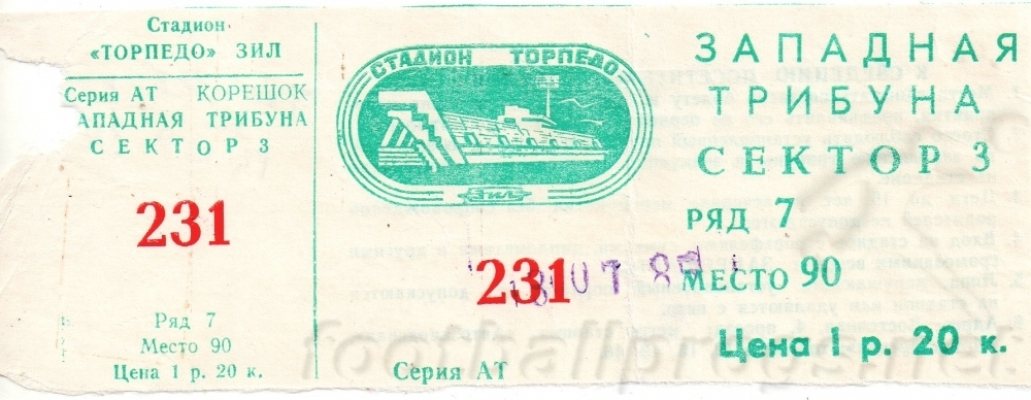 Стадион
«ТОРПЕДО» ЗИЛ
Серия АТ КОРЕШОК
АПАДНАЯ ТРИБУНА
СЕКТОР 3
231
Ряд 7
Место 90
Цена 1 р. 20 к.
СТАДИОН ТОРПЕДО
ЗИЛ
231
Серия АТ
ЗАПАДНАЯ
ТРИБУНА
СЕКТОР 3
РЯД 7
МЕСТО 90
Цена 1 р. 20 к.